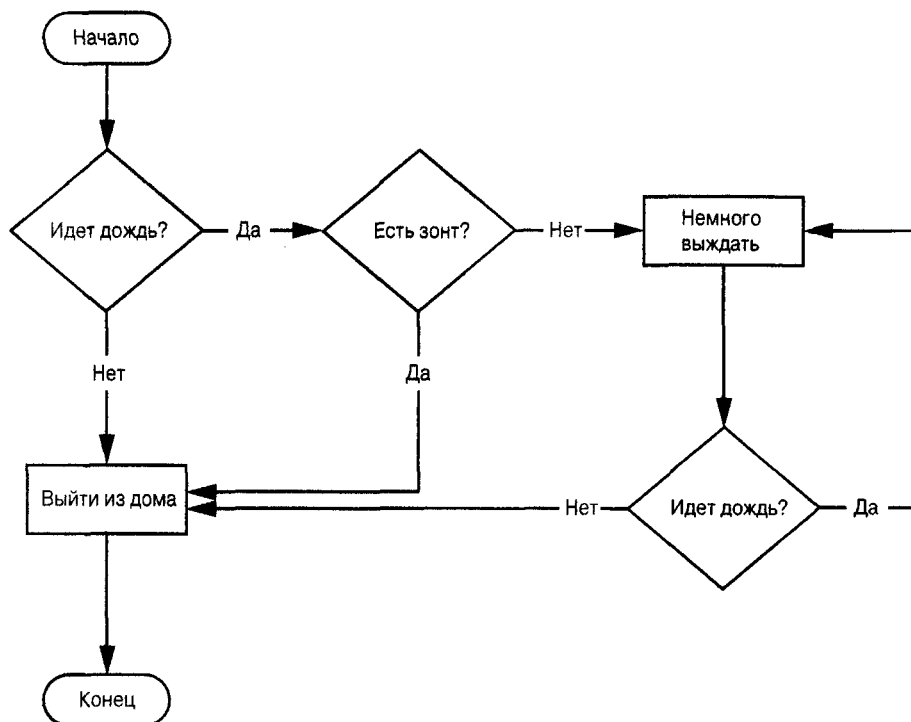 Начало
Идет дождь?
Да
Есть зонт?
Нет
Немного
выждать
Нет
Да
Выйти из дома
Нет
Идет дождь?
Да
Конец